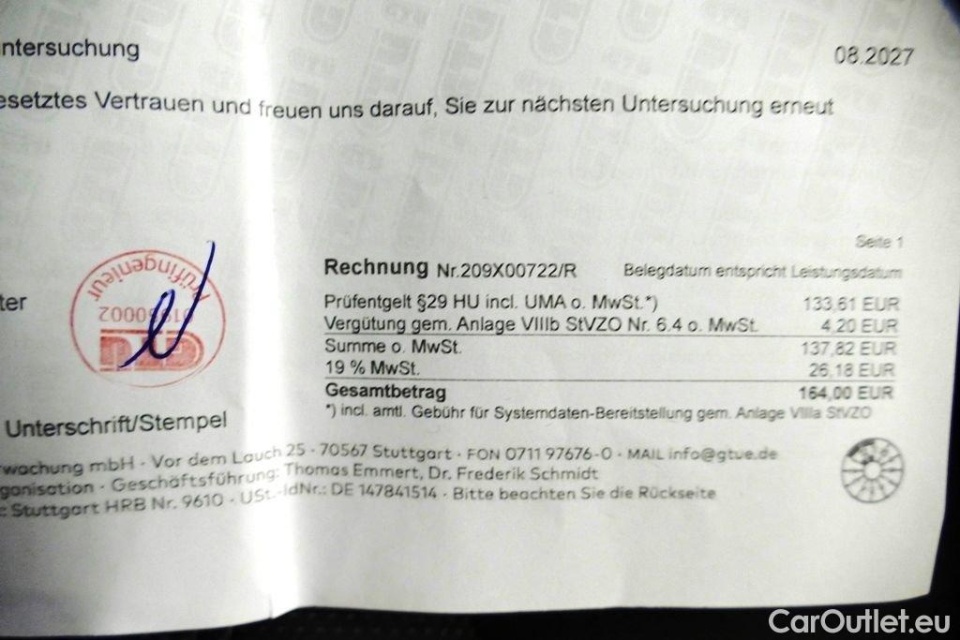 ntersuchung 08.2027
esetztes Vertrauen und freuen uns darauf, Sie zur nächsten Untersuchung erneut
Seite 1
Rechnung Nr.209X00722/R Belegdatum entspricht Leistungsdatum
Prüfentgelt §29 HU incl. UMA o. MwSt.*) 133,61 EUR
Vergütung gem. Anlage VIIIb StVZO Nr. 6.4 o. MwSt. 4,20 EUR
Summe o. MwSt. 137,82 EUR
19 % MwSt. 26,18 EUR
Gesamtbetrag 164,00 EUR
*) incl. amtl. Gebühr für Systemdaten-Bereitstellung gem. Anlage VIIIa StVZO
ter
Prüfingenieur
GTÜ
Unterschrift/Stempel
rwachung mbH · Vor dem Lauch 25 · 70567 Stuttgart · FON 0711 97676-0 · MAIL info@gtue.de
ganisation · Geschäftsführung: Thomas Emmert, Dr. Frederik Schmidt
: Stuttgart HRB Nr. 9610 · USt.-IdNr.: DE 147841514 · Bitte beachten Sie die Rückseite
CarOutlet.eu